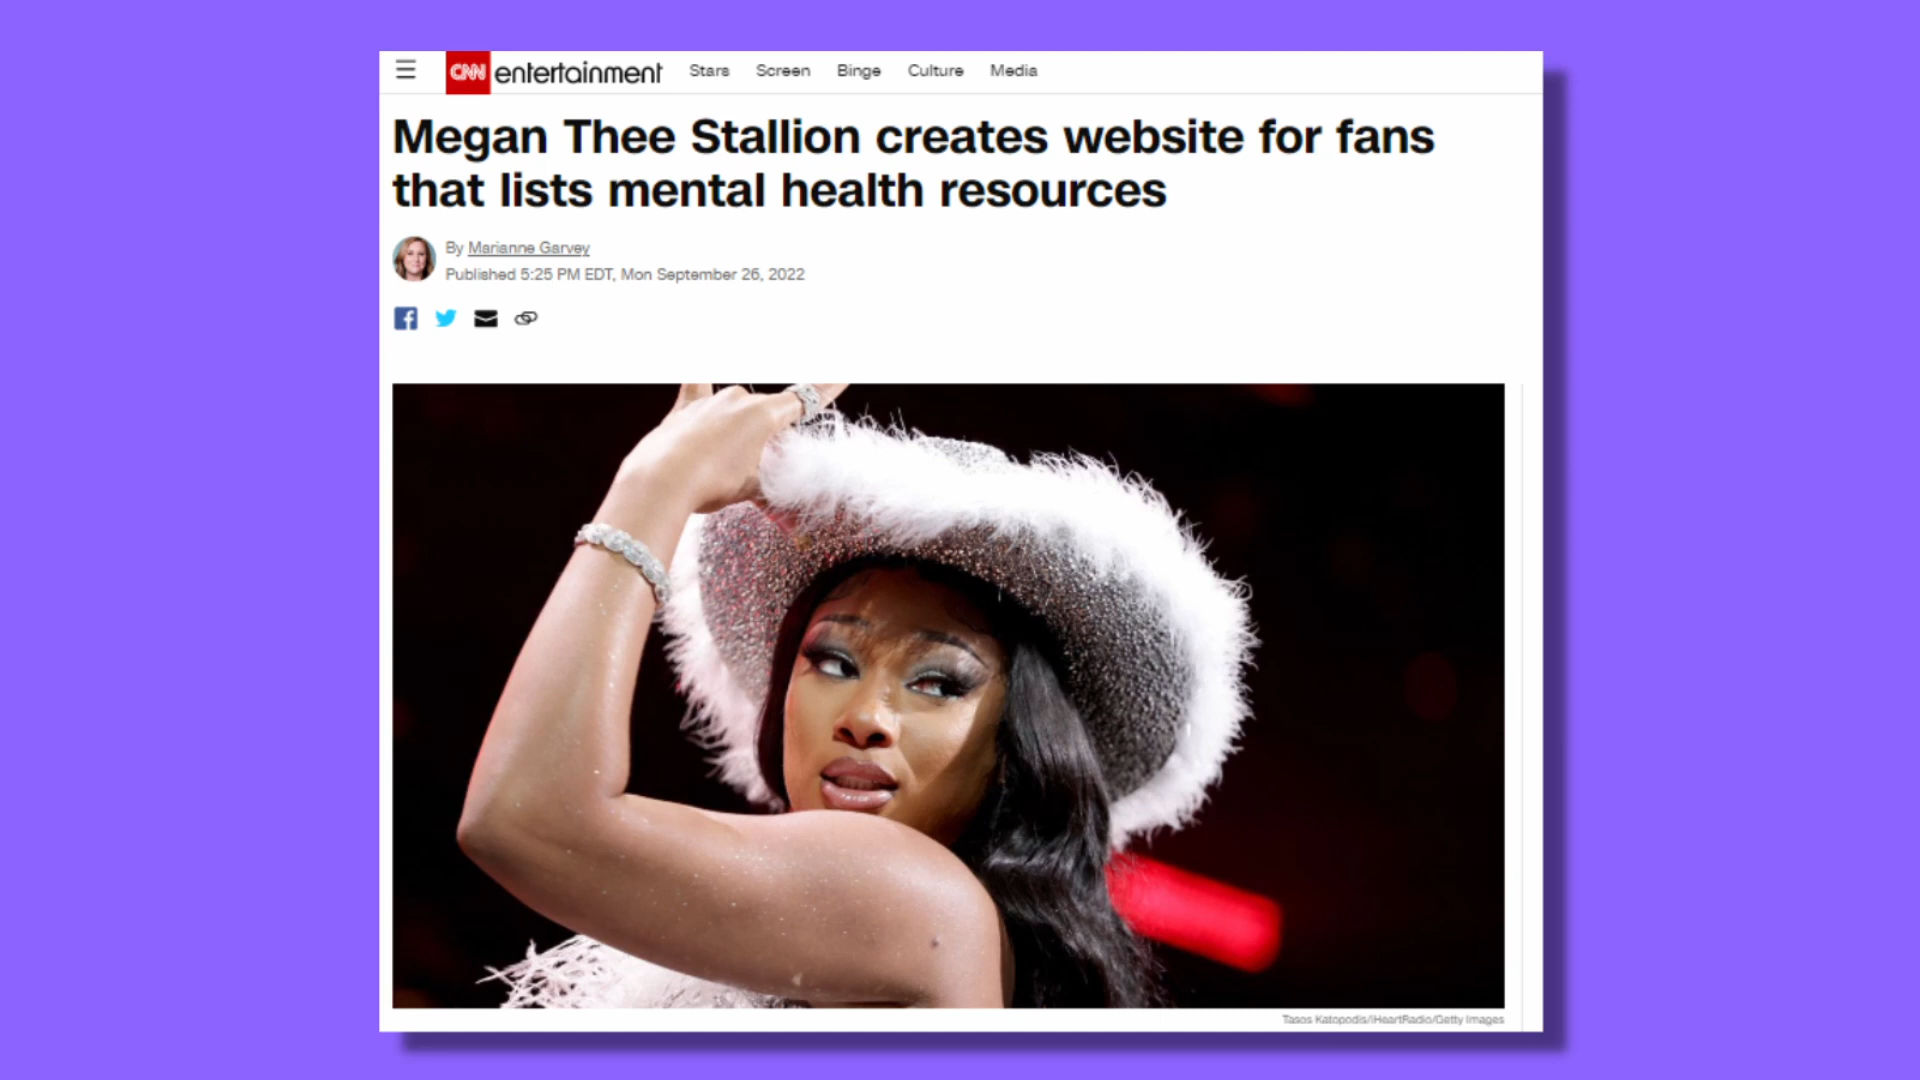 CNN entertainment Stars Screen Binge Culture Media
Megan Thee Stallion creates website for fans
that lists mental health resources
By Marianne Garvey
Published 5:25 PM EDT, Mon September 26, 2022
Tasos Katopodis/iHeartRadio/Getty Images